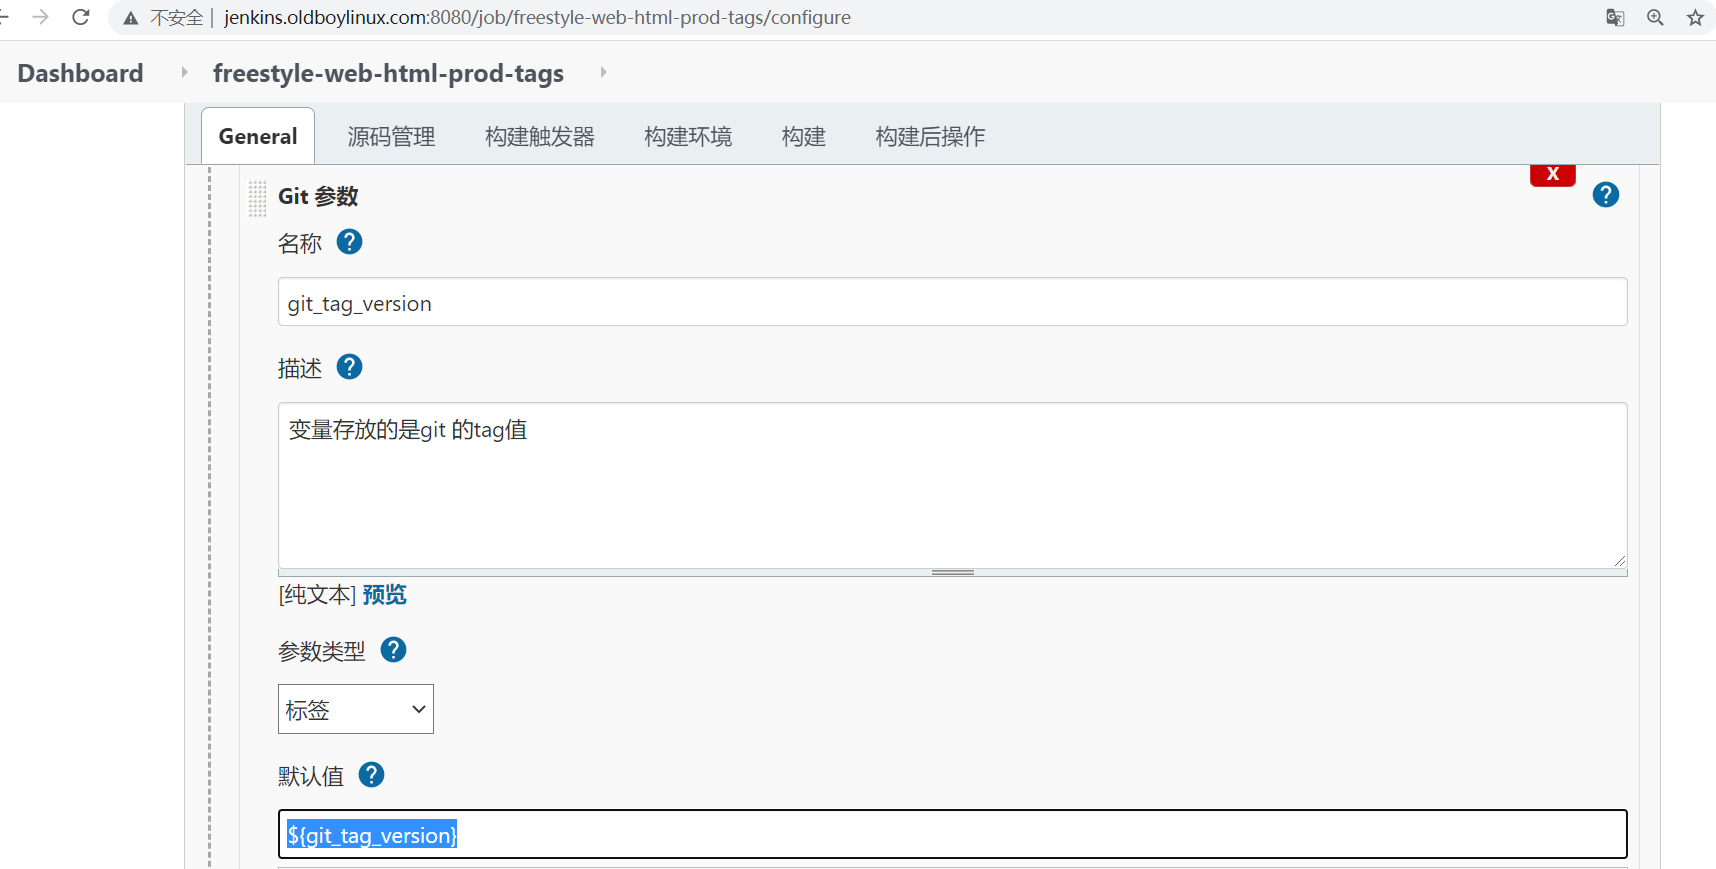 不安全 | jenkins.oldboylinux.com:8080/job/freestyle-web-html-prod-tags/configure
Dashboard freestyle-web-html-prod-tags
General 源码管理 构建触发器 构建环境 构建 构建后操作
X
Git 参数 ?
名称 ?
git_tag_version
描述 ?
变量存放的是git 的tag值
[纯文本] 预览
参数类型 ?
标签
默认值 ?
${git_tag_version}